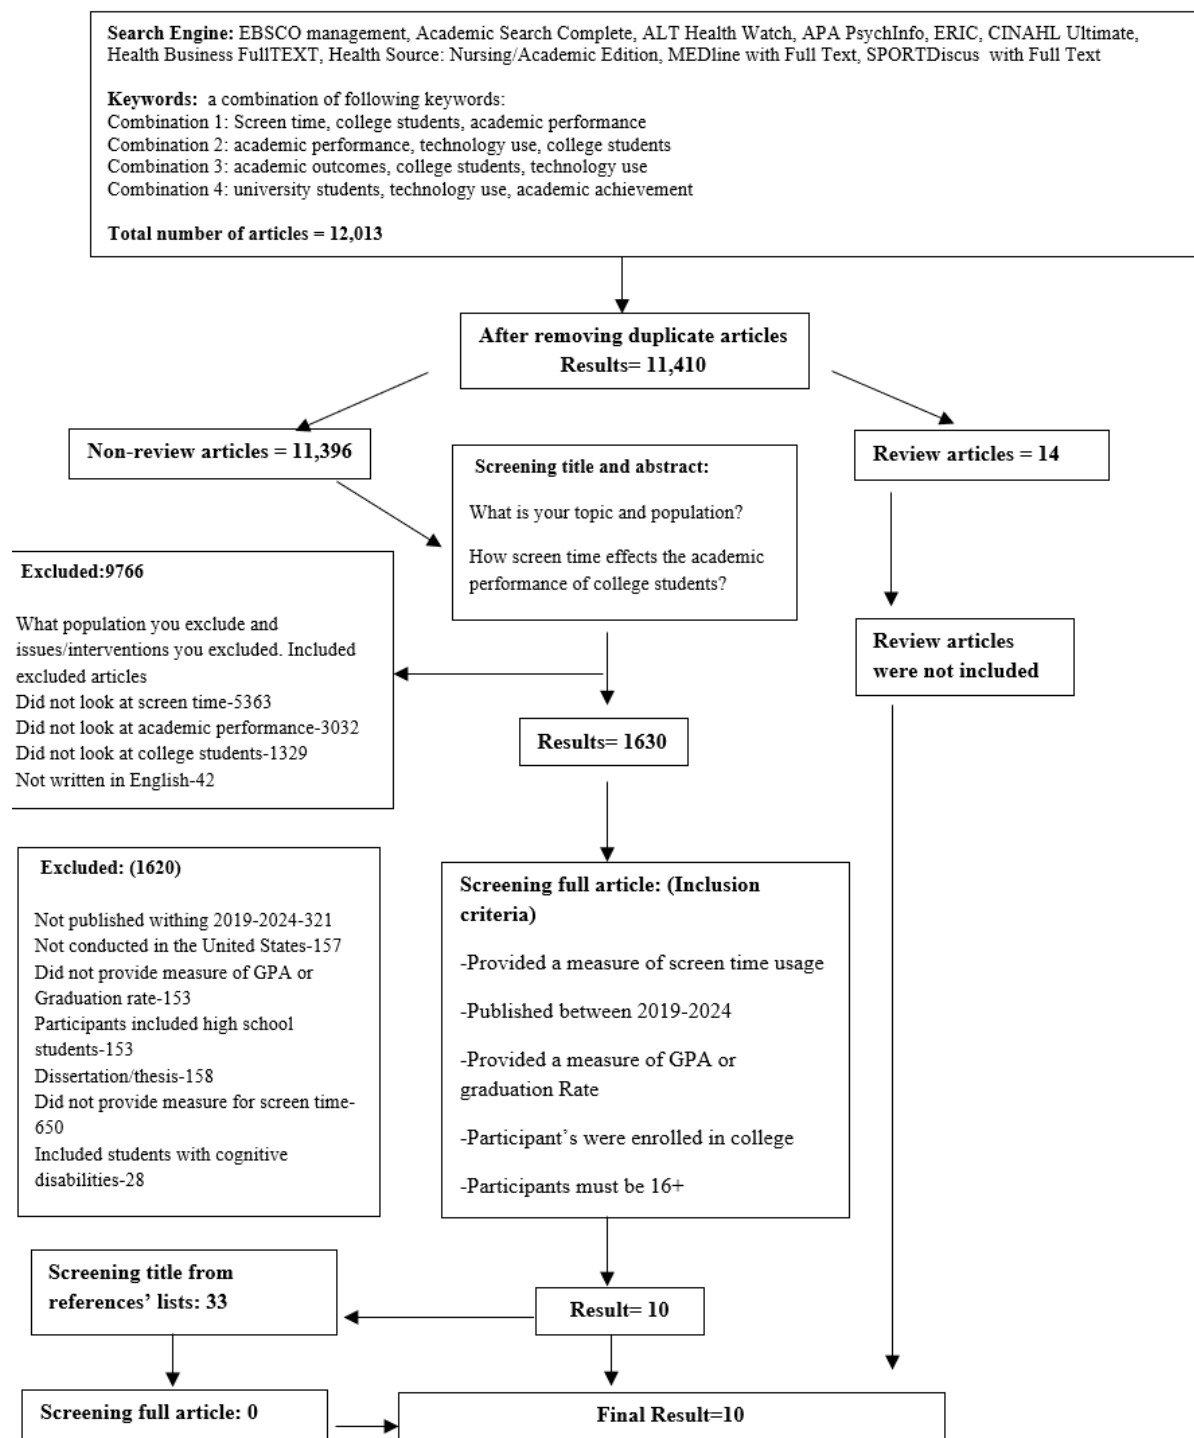 Search Engine: EBSCO management, Academic Search Complete, ALT Health Watch, APA PsychInfo, ERIC, CINAHL Ultimate,
Health Business FullTEXT, Health Source: Nursing/Academic Edition, MEDline with Full Text, SPORTDiscus with Full Text
Keywords: a combination of following keywords:
Combination 1: Screen time, college students, academic performance
Combination 2: academic performance, technology use, college students
Combination 3: academic outcomes, college students, technology use
Combination 4: university students, technology use, academic achievement
Total number of articles = 12,013
After removing duplicate articles
Results= 11,410
Non-review articles = 11,396
Review articles = 14
Screening title and abstract:
What is your topic and population?
How screen time effects the academic
performance of college students?
Excluded:9766
What population you exclude and
issues/interventions you excluded. Included
excluded articles
Did not look at screen time-5363
Did not look at academic performance-3032
Did not look at college students-1329
Not written in English-42
Review articles
were not included
Results= 1630
Excluded: (1620)
Not published withing 2019-2024-321
Not conducted in the United States-157
Did not provide measure of GPA or
Graduation rate-153
Participants included high school
students-153
Dissertation/thesis-158
Did not provide measure for screen time-
650
Included students with cognitive
disabilities-28
Screening full article: (Inclusion
criteria)
-Provided a measure of screen time usage
-Published between 2019-2024
-Provided a measure of GPA or
graduation Rate
-Participant’s were enrolled in college
-Participants must be 16+
Screening title from
references’ lists: 33
Result= 10
Screening full article: 0
Final Result=10